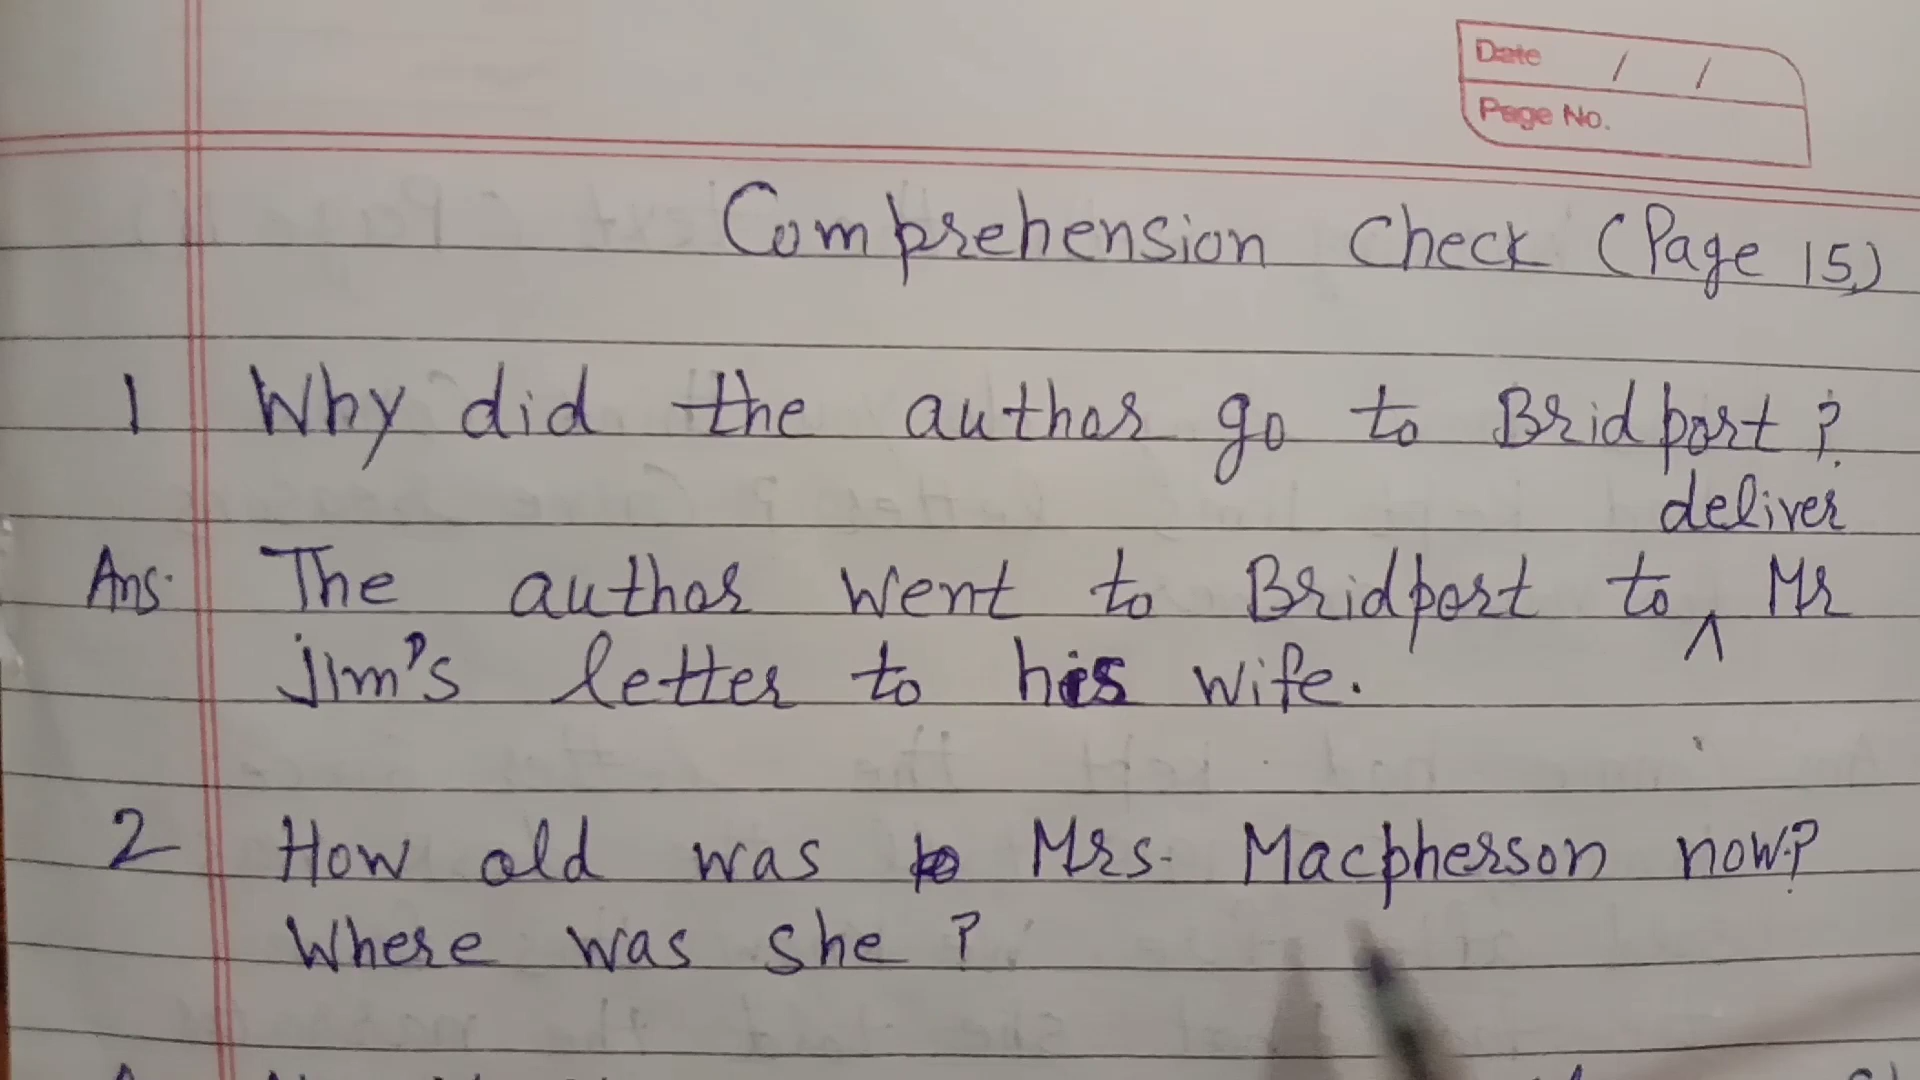 Date / /
Page No.
Comprehension Check (Page 15)
1 Why did the author go to Bridport?
deliver
Ans. The author went to Bridport to ^ Mr
jim's letter to his wife.
2 How old was Mrs. Macpherson now?
Where was she?